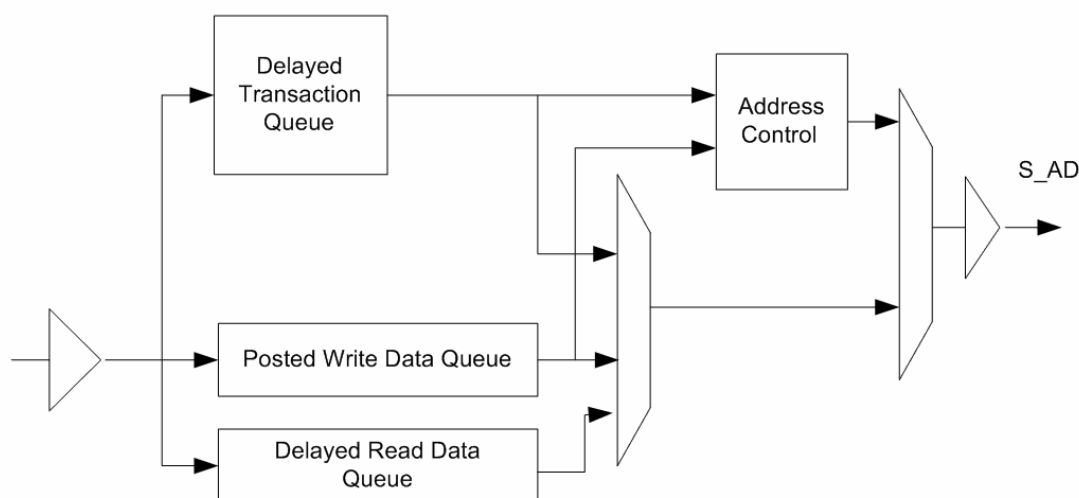 Delayed
Transaction
Queue
Address
Control
S_AD
Posted Write Data Queue
Delayed Read Data
Queue